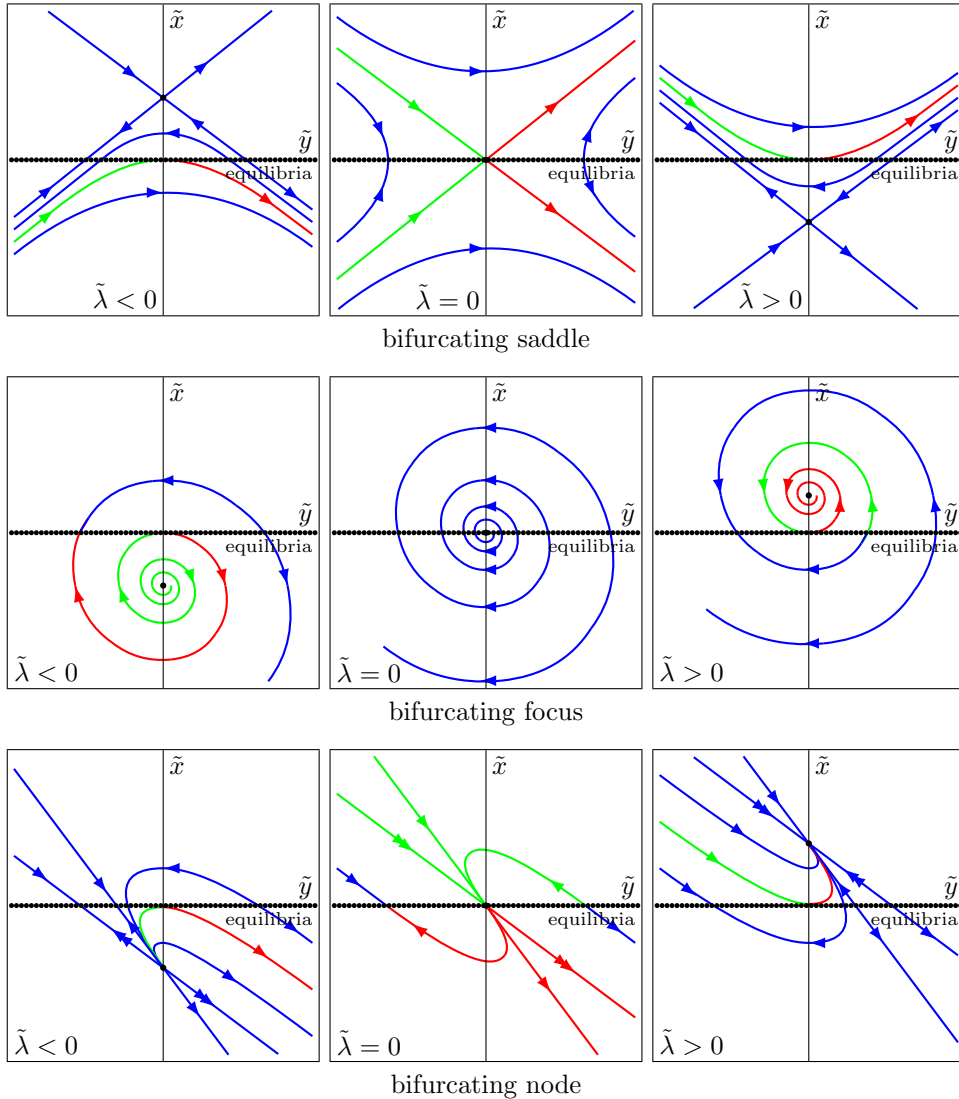 x̃ x̃ x̃
ỹ ỹ ỹ
equilibria equilibria equilibria
λ̃ < 0 λ̃ = 0 λ̃ > 0
bifurcating saddle
x̃ x̃ x̃
ỹ ỹ ỹ
equilibria equilibria equilibria
λ̃ < 0 λ̃ = 0 λ̃ > 0
bifurcating focus
x̃ x̃ x̃
ỹ ỹ ỹ
equilibria equilibria equilibria
λ̃ < 0 λ̃ = 0 λ̃ > 0
bifurcating node